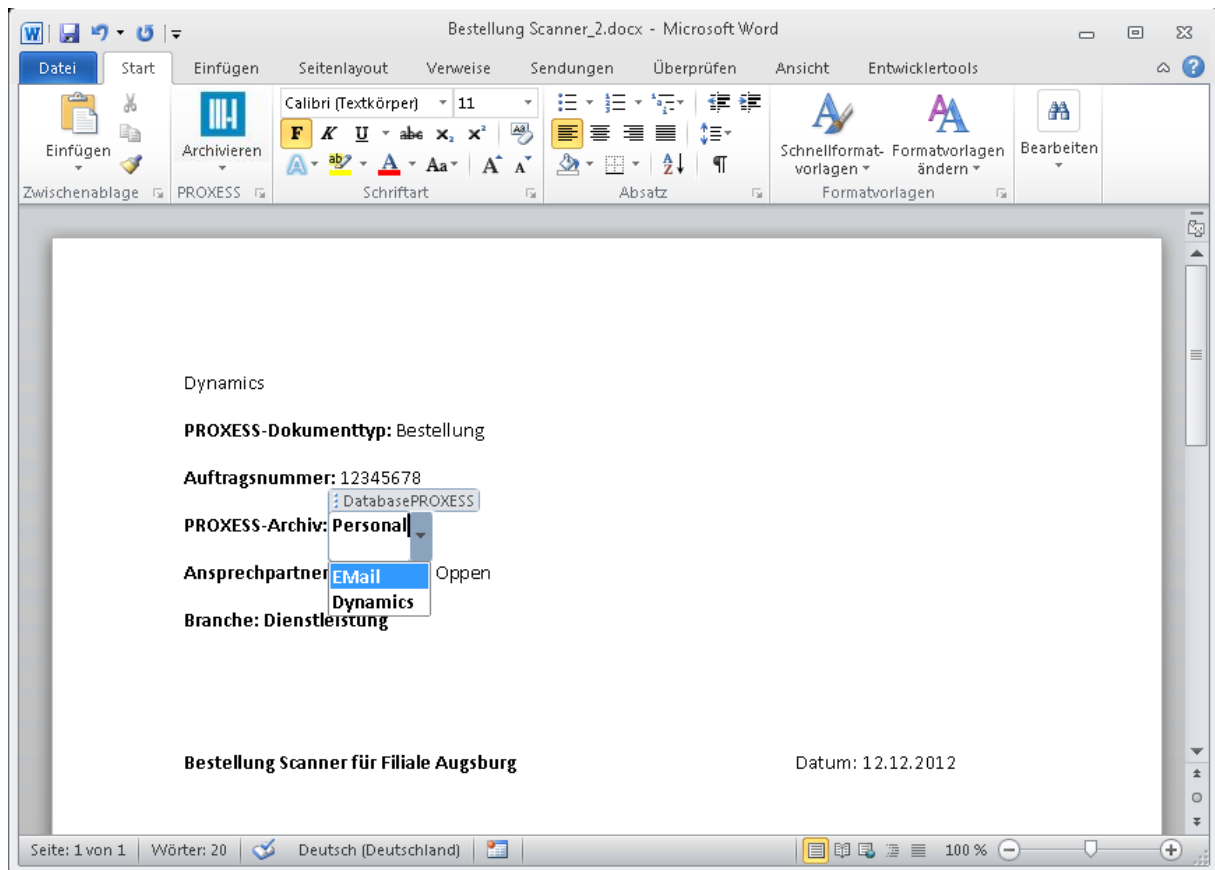 Bestellung Scanner_2.docx - Microsoft Word
Datei Start Einfügen Seitenlayout Verweise Sendungen Überprüfen Ansicht Entwicklertools
Calibri (Textkörper) 11
Einfügen Archivieren Schnellformat- Formatvorlagen Bearbeiten
vorlagen ändern
Zwischenablage PROXESS Schriftart Absatz Formatvorlagen
Dynamics
PROXESS-Dokumenttyp: Bestellung
Auftragsnummer: 12345678
DatabasePROXESS
PROXESS-Archiv: Personal
Ansprechpartner Oppen
EMail
Dynamics
Branche: Dienstleistung
Bestellung Scanner für Filiale Augsburg Datum: 12.12.2012
Seite: 1 von 1 Wörter: 20 Deutsch (Deutschland) 100 %